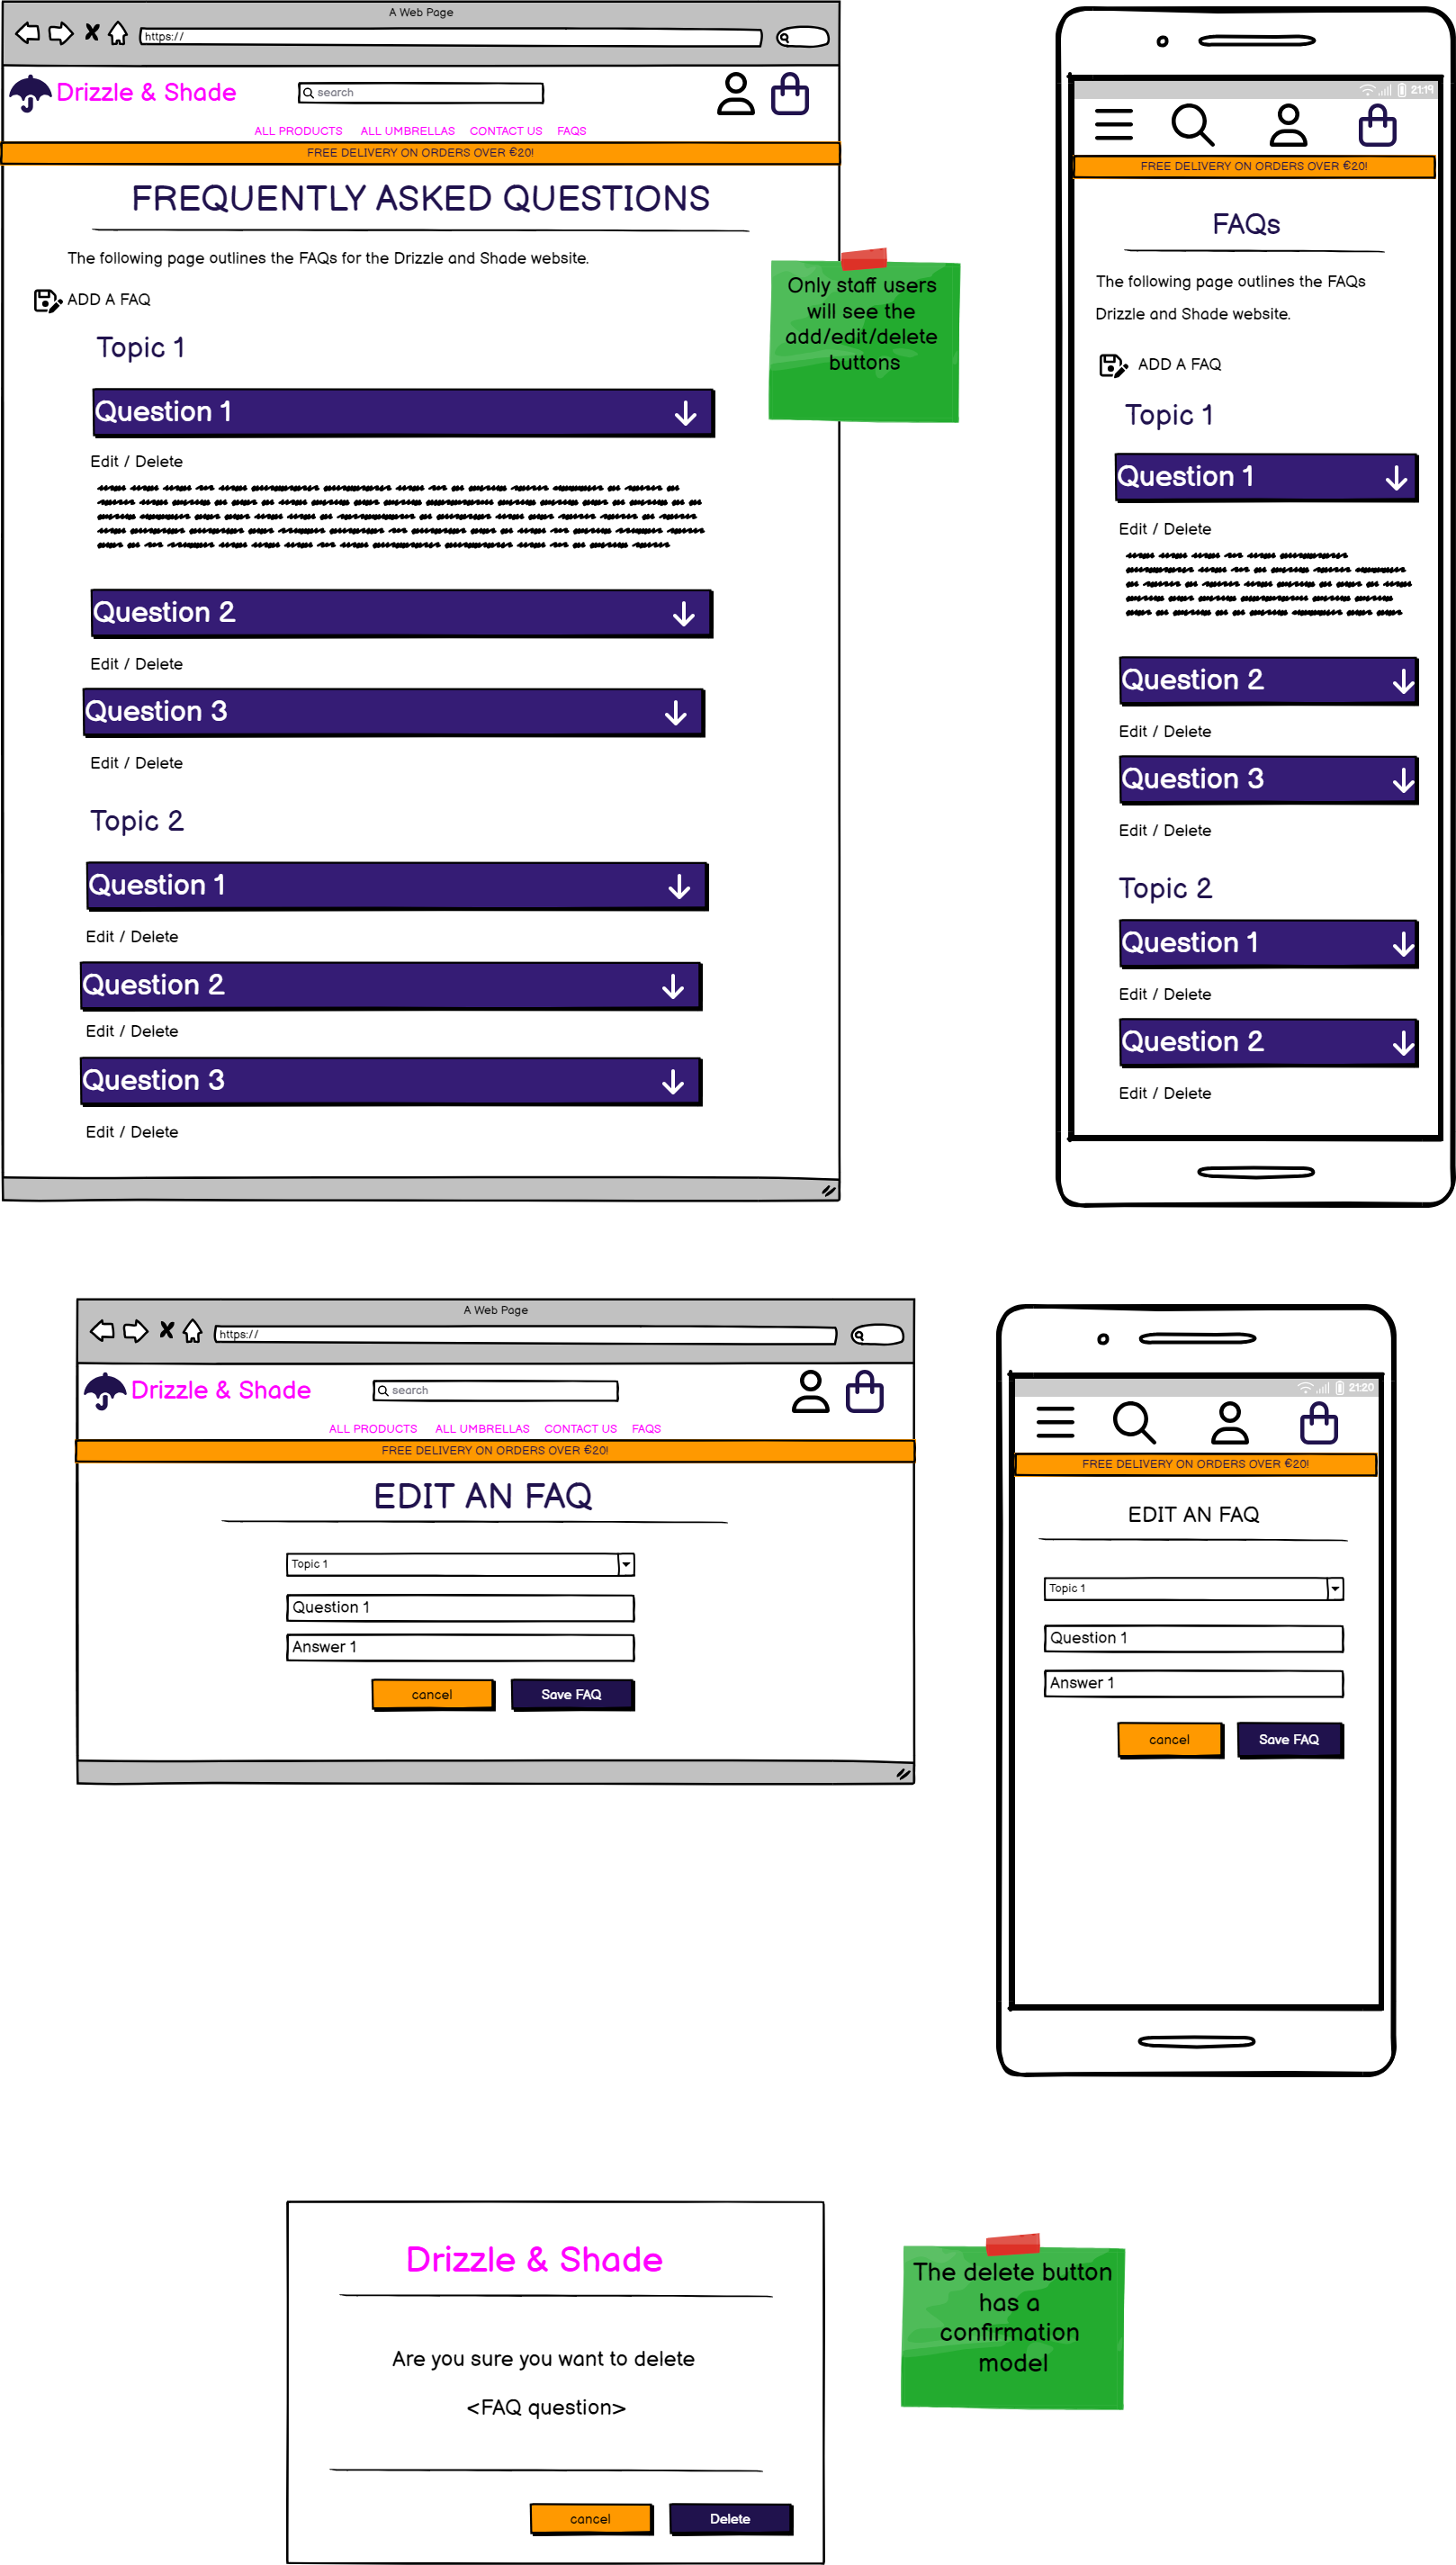 A Web Page
https://
Drizzle & Shade
search
ALL PRODUCTS ALL UMBRELLAS CONTACT US FAQS
FREE DELIVERY ON ORDERS OVER €20!
FREQUENTLY ASKED QUESTIONS
The following page outlines the FAQs for the Drizzle and Shade website.
ADD A FAQ
Topic 1
Question 1
Edit / Delete
Question 2
Edit / Delete
Question 3
Edit / Delete
Topic 2
Question 1
Edit / Delete
Question 2
Edit / Delete
Question 3
Edit / Delete
Only staff users
will see the
add/edit/delete
buttons
21:19
FREE DELIVERY ON ORDERS OVER €20!
FAQs
The following page outlines the FAQs
Drizzle and Shade website.
ADD A FAQ
Topic 1
Question 1
Edit / Delete
Question 2
Edit / Delete
Question 3
Edit / Delete
Topic 2
Question 1
Edit / Delete
Question 2
Edit / Delete
A Web Page
https://
Drizzle & Shade
search
ALL PRODUCTS ALL UMBRELLAS CONTACT US FAQS
FREE DELIVERY ON ORDERS OVER €20!
EDIT AN FAQ
Topic 1
Question 1
Answer 1
cancel
Save FAQ
21:20
FREE DELIVERY ON ORDERS OVER €20!
EDIT AN FAQ
Topic 1
Question 1
Answer 1
cancel
Save FAQ
Drizzle & Shade
Are you sure you want to delete
<FAQ question>
cancel
Delete
The delete button
has a
confirmation
model